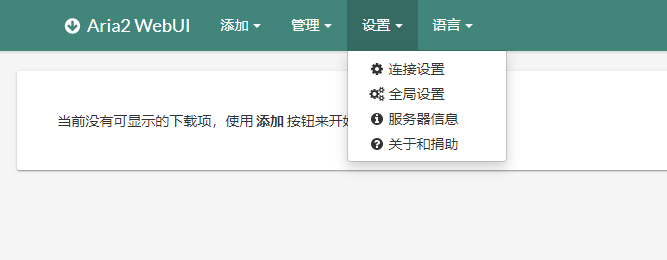 Aria2 WebUI 添加 管理 设置 语言
连接设置
全局设置
服务器信息
关于和捐助
当前没有可显示的下载项，使用 添加 按钮来开